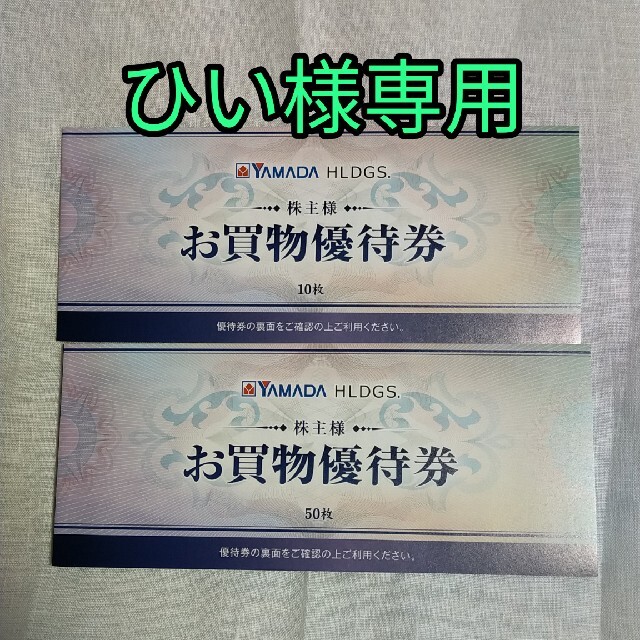 ひい様専用
YAMADA HLDGS.
株主様
お買物優待券
10枚
優待券の裏面をご確認の上ご利用ください。
YAMADA HLDGS.
株主様
お買物優待券
50枚
優待券の裏面をご確認の上ご利用ください。